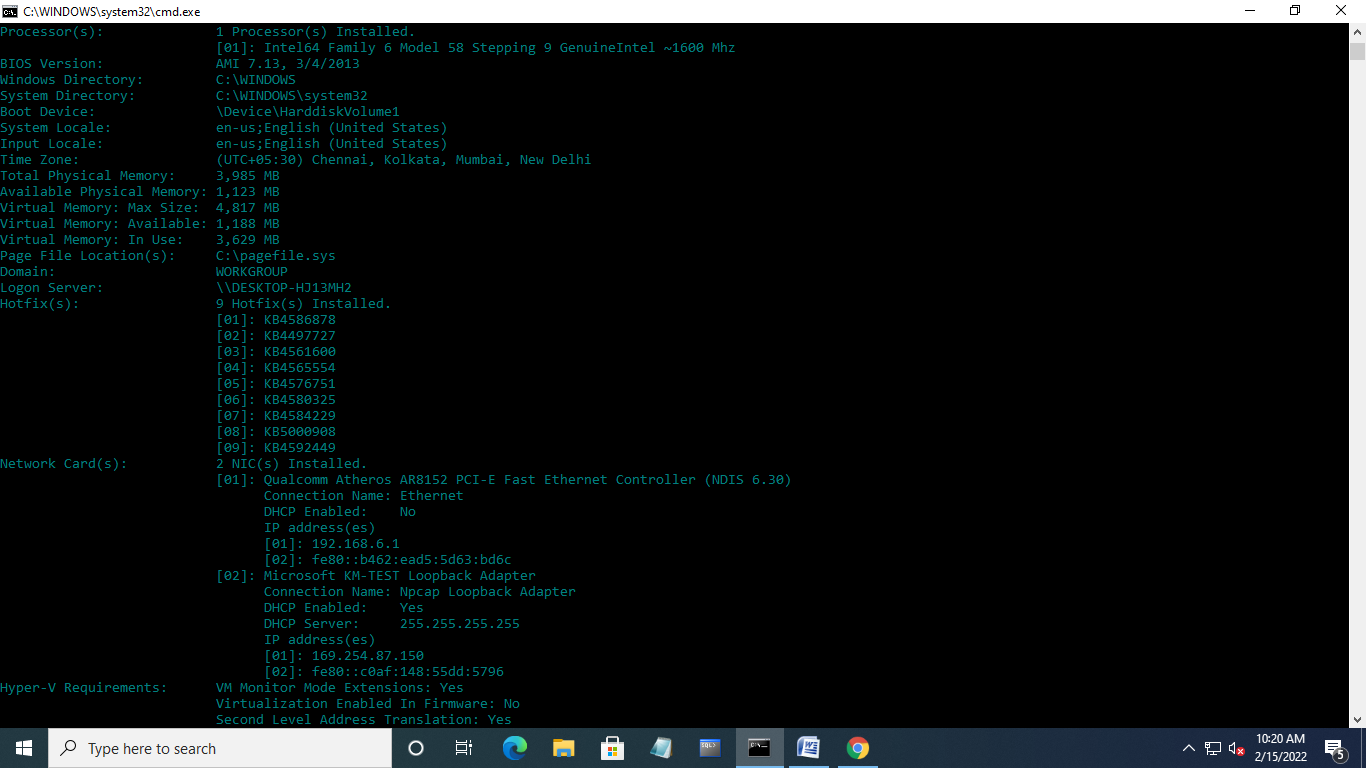 C:\WINDOWS\system32\cmd.exe
Processor(s): 1 Processor(s) Installed.
[01]: Intel64 Family 6 Model 58 Stepping 9 GenuineIntel ~1600 Mhz
BIOS Version: AMI 7.13, 3/4/2013
Windows Directory: C:\WINDOWS
System Directory: C:\WINDOWS\system32
Boot Device: \Device\HarddiskVolume1
System Locale: en-us;English (United States)
Input Locale: en-us;English (United States)
Time Zone: (UTC+05:30) Chennai, Kolkata, Mumbai, New Delhi
Total Physical Memory: 3,985 MB
Available Physical Memory: 1,123 MB
Virtual Memory: Max Size: 4,817 MB
Virtual Memory: Available: 1,188 MB
Virtual Memory: In Use: 3,629 MB
Page File Location(s): C:\pagefile.sys
Domain: WORKGROUP
Logon Server: \\DESKTOP-HJ13MH2
Hotfix(s): 9 Hotfix(s) Installed.
[01]: KB4586878
[02]: KB4497727
[03]: KB4561600
[04]: KB4565554
[05]: KB4576751
[06]: KB4580325
[07]: KB4584229
[08]: KB5000908
[09]: KB4592449
Network Card(s): 2 NIC(s) Installed.
[01]: Qualcomm Atheros AR8152 PCI-E Fast Ethernet Controller (NDIS 6.30)
Connection Name: Ethernet
DHCP Enabled: No
IP address(es)
[01]: 192.168.6.1
[02]: fe80::b462:ead5:5d63:bd6c
[02]: Microsoft KM-TEST Loopback Adapter
Connection Name: Npcap Loopback Adapter
DHCP Enabled: Yes
DHCP Server: 255.255.255.255
IP address(es)
[01]: 169.254.87.150
[02]: fe80::c0af:148:55dd:5796
Hyper-V Requirements: VM Monitor Mode Extensions: Yes
Virtualization Enabled In Firmware: No
Second Level Address Translation: Yes
Type here to search
10:20 AM
2/15/2022
5